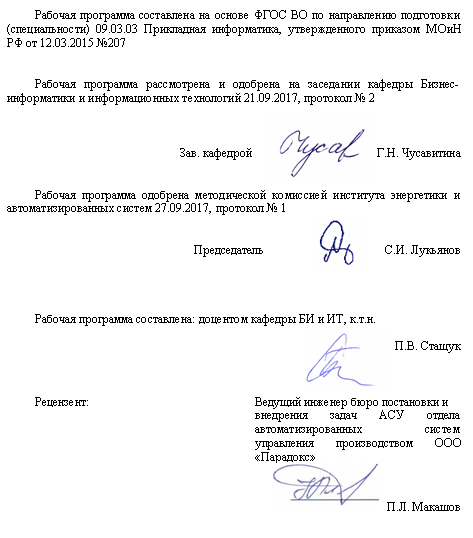 Рабочая программа составлена на основе ФГОС ВО по направлению подготовки
(специальности) 09.03.03 Прикладная информатика, утвержденного приказом МОиН
РФ от 12.03.2015 №207
Рабочая программа рассмотрена и одобрена на заседании кафедры Бизнес-
информатики и информационных технологий 21.09.2017, протокол № 2
Зав. кафедрой Чусав Г.Н. Чусавитина
Рабочая программа одобрена методической комиссией института энергетики и
автоматизированных систем 27.09.2017, протокол № 1
Председатель С.И. Лукьянов
Рабочая программа составлена: доцентом кафедры БИ и ИТ, к.т.н.
П.В. Сташук
Рецензент: Ведущий инженер бюро постановки и
внедрения задач АСУ отдела
автоматизированных систем
управления производством ООО
«Парадокс»
П.Л. Макашов